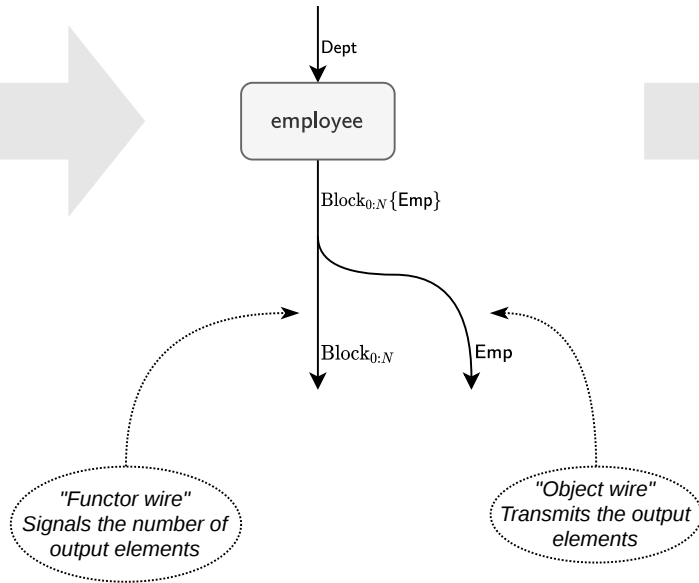 Dept
employee
Block₀:N{Emp}
Block₀:N
Emp
"Functor wire"
Signals the number of
output elements
"Object wire"
Transmits the output
elements